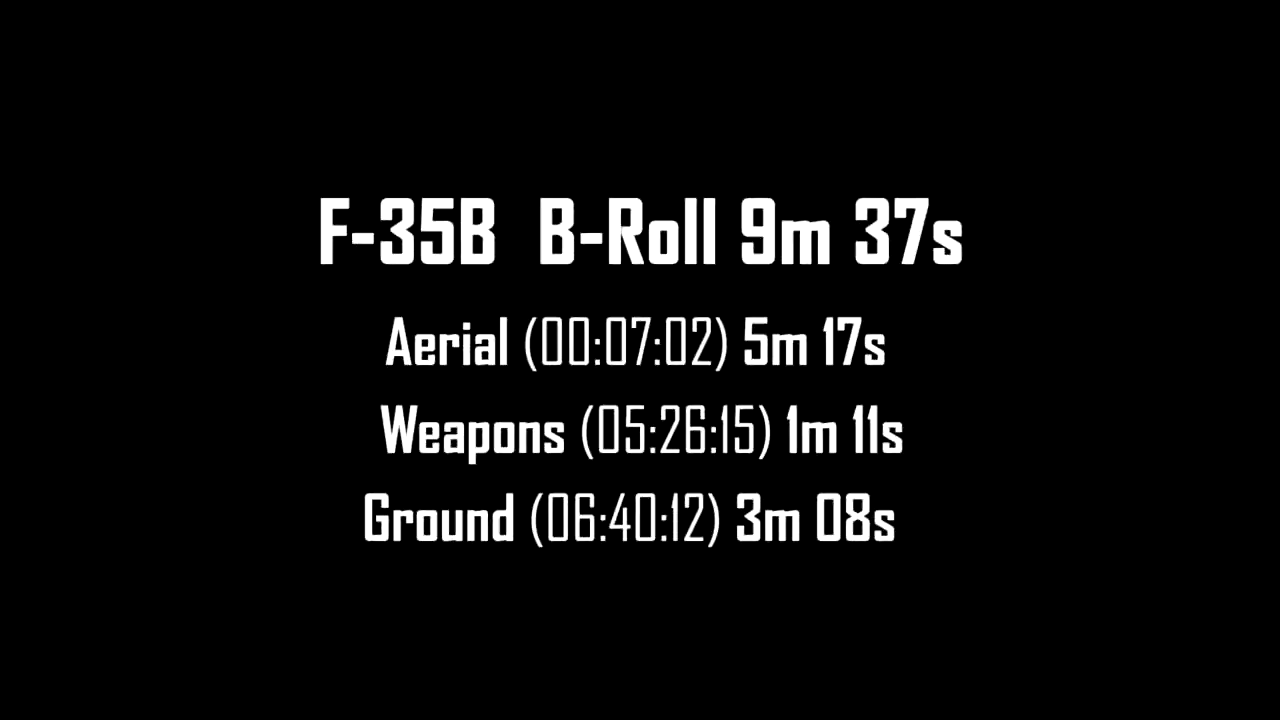 F-35B  B-Roll 9m 37s
Aerial (00:07:02) 5m 17s
Weapons (05:26:15) 1m 11s
Ground (06:40:12) 3m 08s